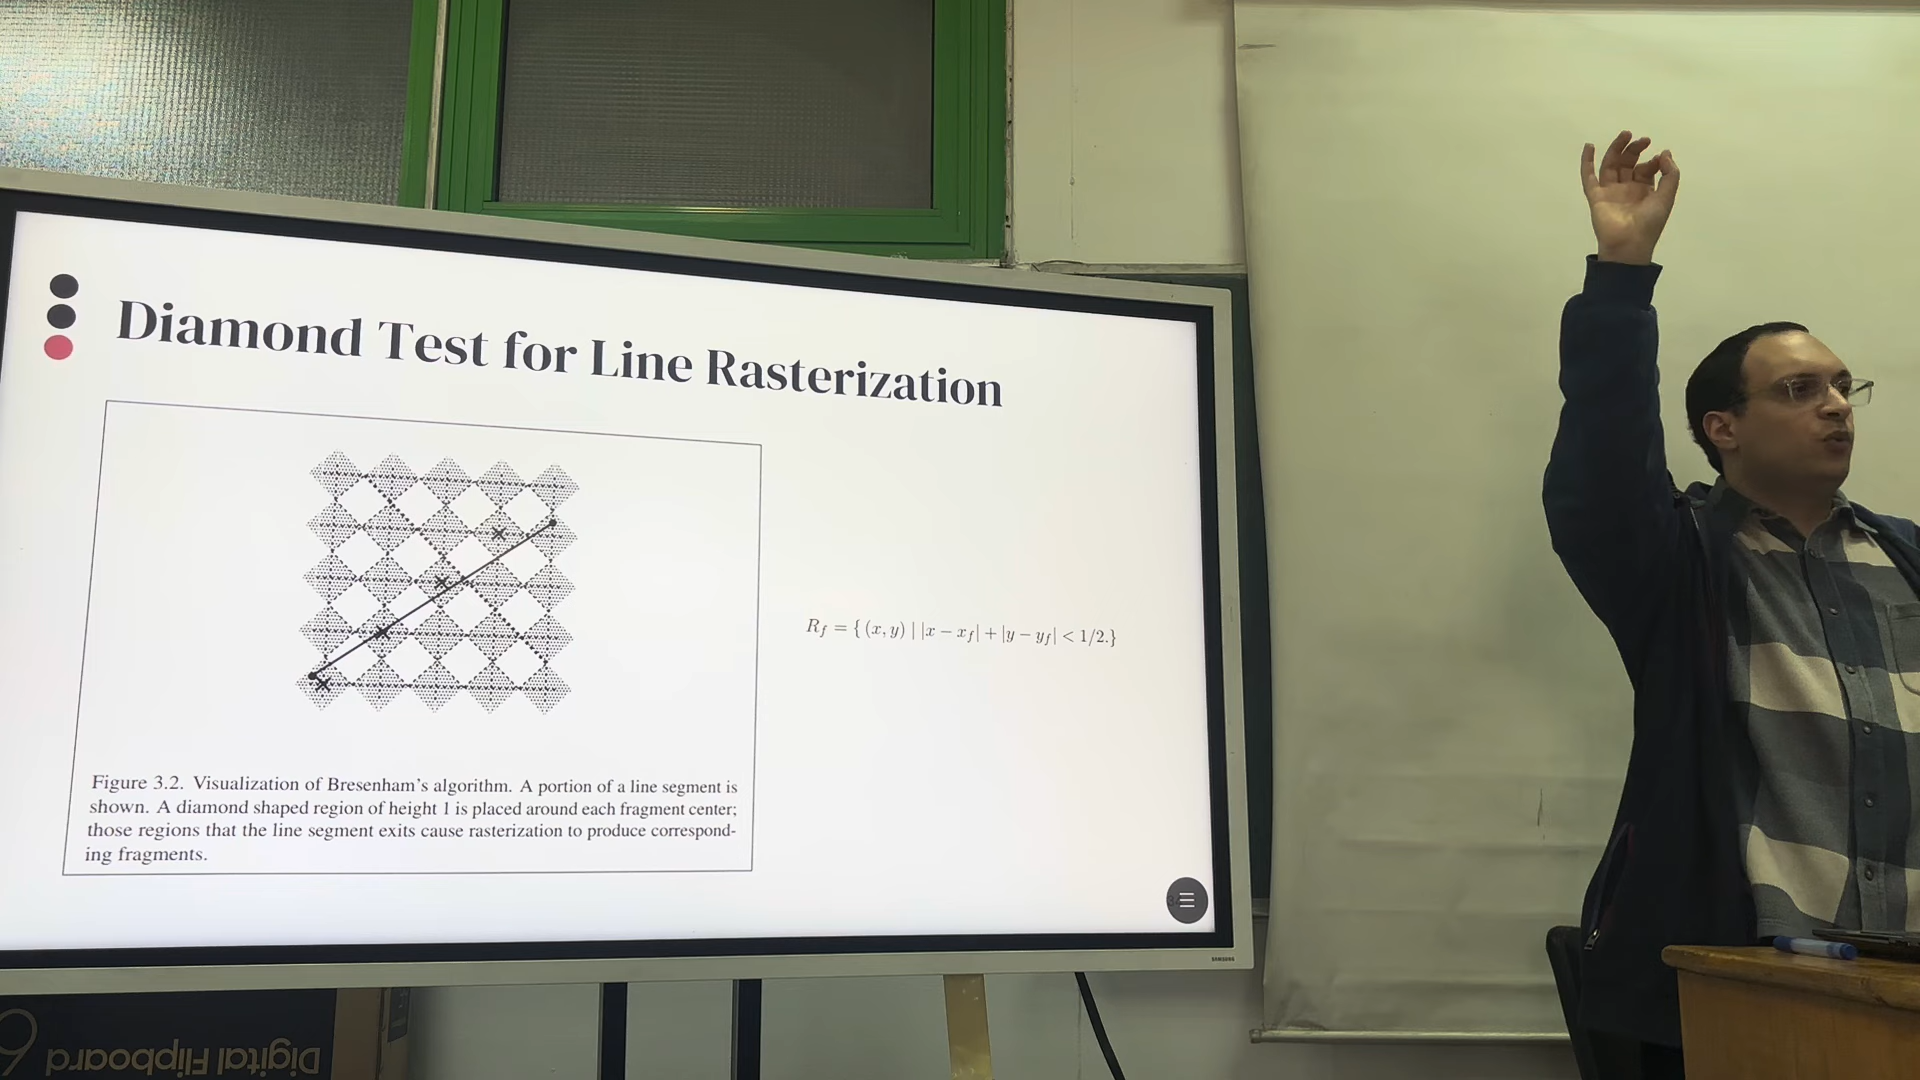 Diamond Test for Line Rasterization
R_f = { (x, y) | |x − x_f| + |y − y_f| < 1/2.}
Figure 3.2. Visualization of Bresenham's algorithm. A portion of a line segment is
shown. A diamond shaped region of height 1 is placed around each fragment center;
those regions that the line segment exits cause rasterization to produce correspond-
ing fragments.
SAMSUNG
Digital Flipboard